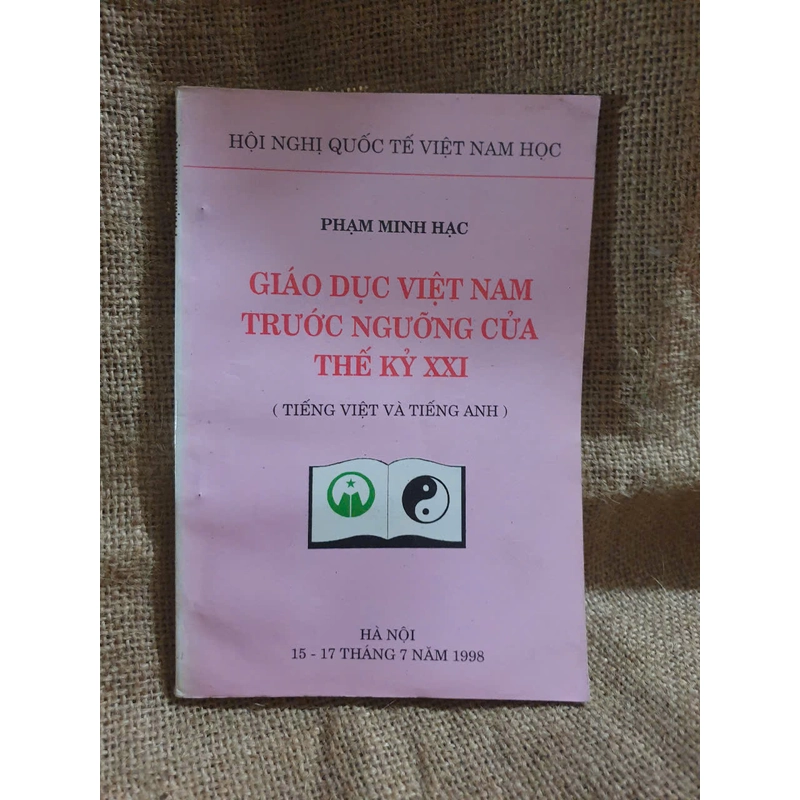 HỘI NGHỊ QUỐC TẾ VIỆT NAM HỌC
PHẠM MINH HẠC
GIÁO DỤC VIỆT NAM
TRƯỚC NGƯỠNG CỬA
THẾ KỶ XXI
( TIẾNG VIỆT VÀ TIẾNG ANH )
HÀ NỘI
15 - 17 THÁNG 7 NĂM 1998